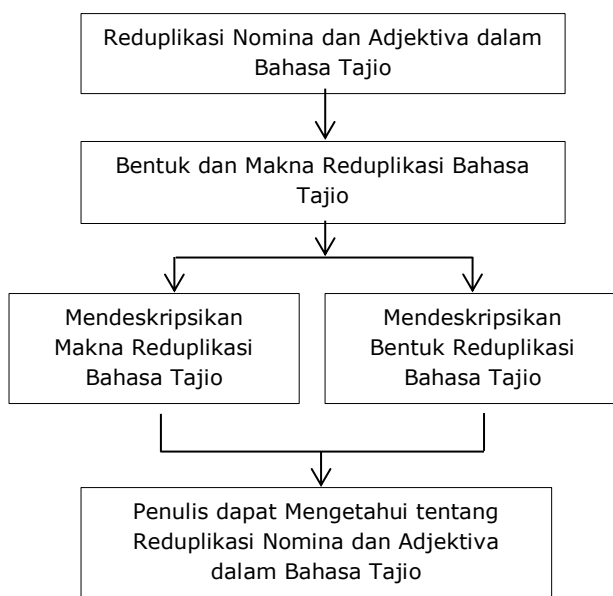 Reduplikasi Nomina dan Adjektiva dalam
Bahasa Tajio
Bentuk dan Makna Reduplikasi Bahasa
Tajio
Mendeskripsikan
Makna Reduplikasi
Bahasa Tajio
Mendeskripsikan
Bentuk Reduplikasi
Bahasa Tajio
Penulis dapat Mengetahui tentang
Reduplikasi Nomina dan Adjektiva
dalam Bahasa Tajio